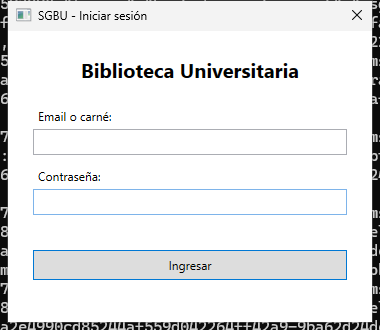 SGBU - Iniciar sesión
Biblioteca Universitaria
Email o carné:
Contraseña:
Ingresar